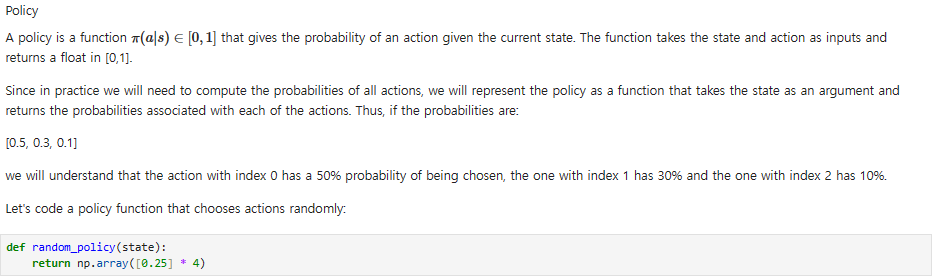 Policy
A policy is a function π(a|s) ∈ [0, 1] that gives the probability of an action given the current state. The function takes the state and action as inputs and
returns a float in [0,1].
Since in practice we will need to compute the probabilities of all actions, we will represent the policy as a function that takes the state as an argument and
returns the probabilities associated with each of the actions. Thus, if the probabilities are:
[0.5, 0.3, 0.1]
we will understand that the action with index 0 has a 50% probability of being chosen, the one with index 1 has 30% and the one with index 2 has 10%.
Let's code a policy function that chooses actions randomly:
def random_policy(state):
    return np.array([0.25] * 4)